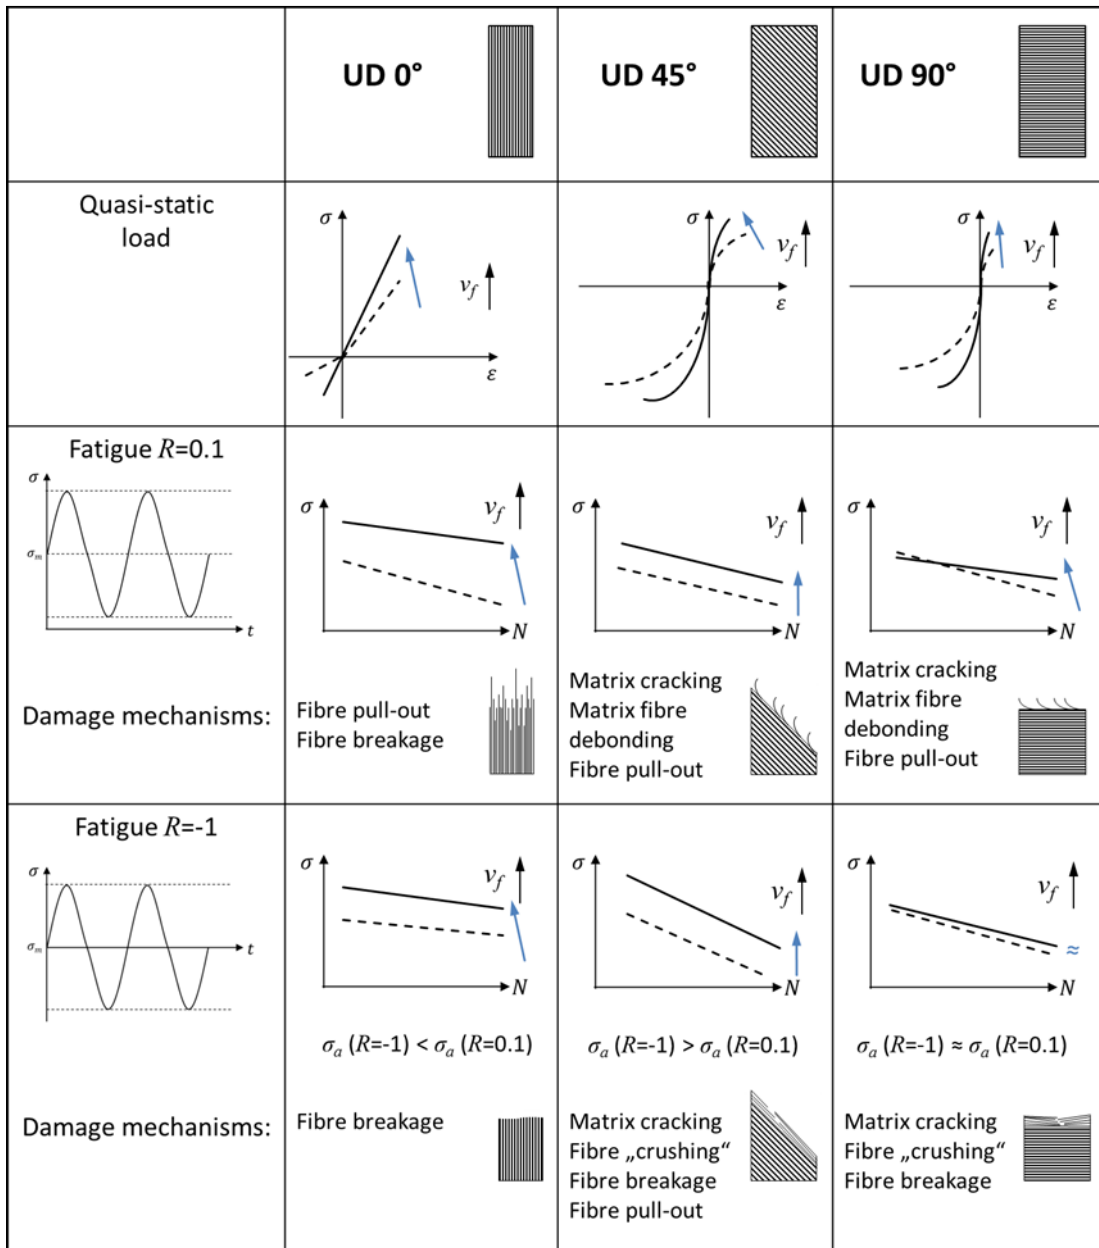 UD 0°
UD 45°
UD 90°
Quasi-static
load
σ
ε
v_f
σ
ε
v_f
σ
ε
v_f
Fatigue R=0.1
σ
σ_m
t
σ
v_f
N
σ
v_f
N
σ
v_f
N
Damage mechanisms:
Fibre pull-out
Fibre breakage
Matrix cracking
Matrix fibre
debonding
Fibre pull-out
Matrix cracking
Matrix fibre
debonding
Fibre pull-out
Fatigue R=-1
σ
σ_m
t
σ
v_f
N
σ
v_f
N
σ
v_f
≈
N
σ_a (R=-1) < σ_a (R=0.1)
σ_a (R=-1) > σ_a (R=0.1)
σ_a (R=-1) ≈ σ_a (R=0.1)
Damage mechanisms:
Fibre breakage
Matrix cracking
Fibre „crushing“
Fibre breakage
Fibre pull-out
Matrix cracking
Fibre „crushing“
Fibre breakage